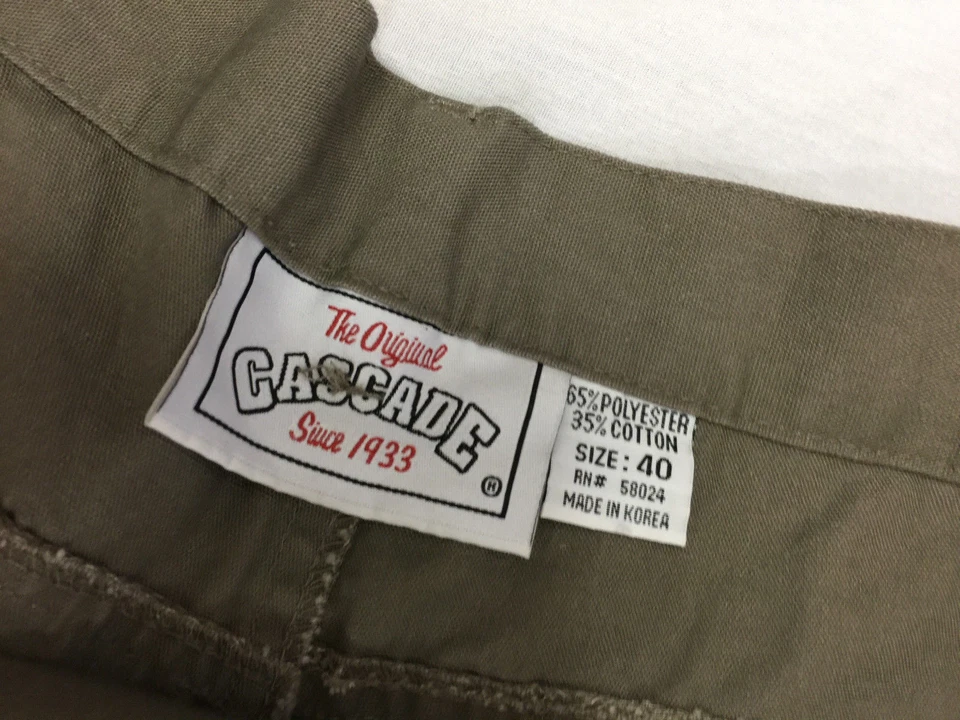 The Original
CASCADE
Since 1933
®
65% POLYESTER
35% COTTON
SIZE: 40
RN# 58024
MADE IN KOREA